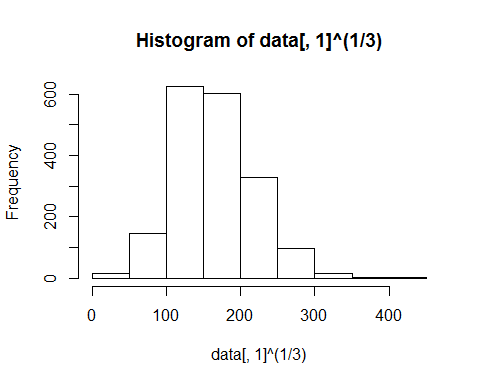 Histogram of data[, 1]^(1/3)
Frequency
600
400
200
0
0 100 200 300 400
data[, 1]^(1/3)